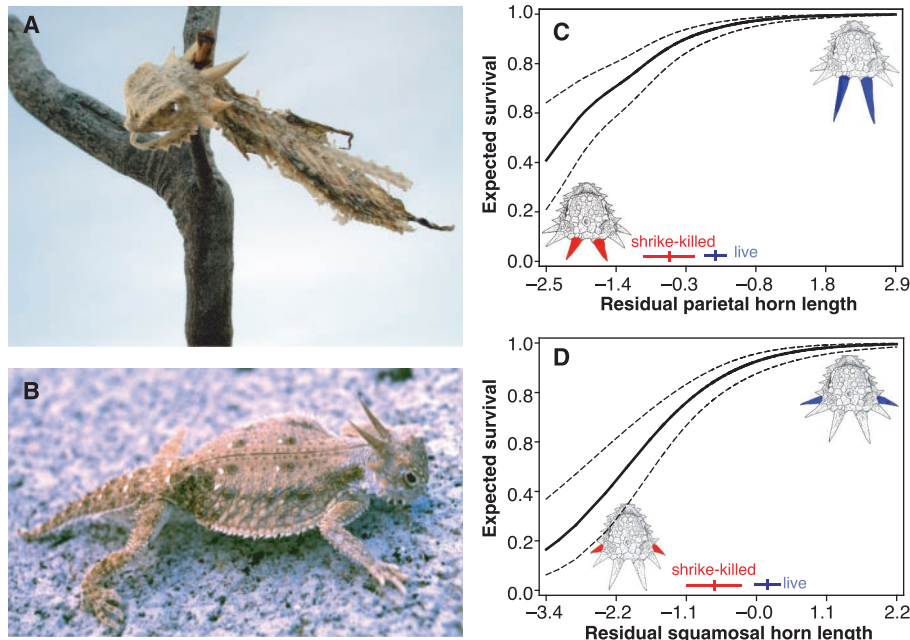 A
B
C
Expected survival
1.0
0.8
0.8
0.4
0.2
0.0
shrike-killed
live
−2.5 −1.4 −0.3 −0.8 1.8 2.9
Residual parietal horn length
D
Expected survival
1.0
0.8
0.8
0.4
0.2
0.0
shrike-killed
live
−3.4 −2.2 −1.1 −0.0 1.1 2.2
Residual squamosal horn length